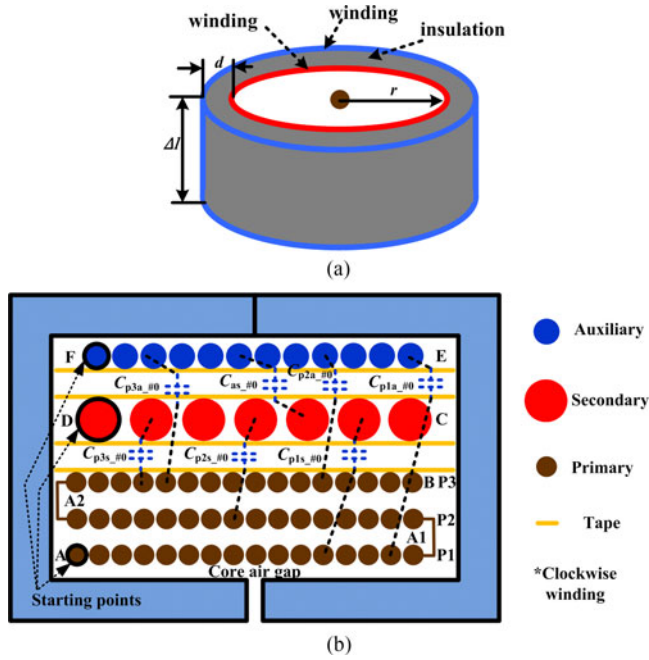 winding
winding
insulation
d
r
Δl
(a)
F
E
Cp3a_#0
Cas_#0
Cp2a_#0
Cp1a_#0
D
C
Cp3s_#0
Cp2s_#0
Cp1s_#0
B P3
A2
P2
A1
A
P1
Core air gap
Starting points
Auxiliary
Secondary
Primary
Tape
*Clockwise
winding
(b)